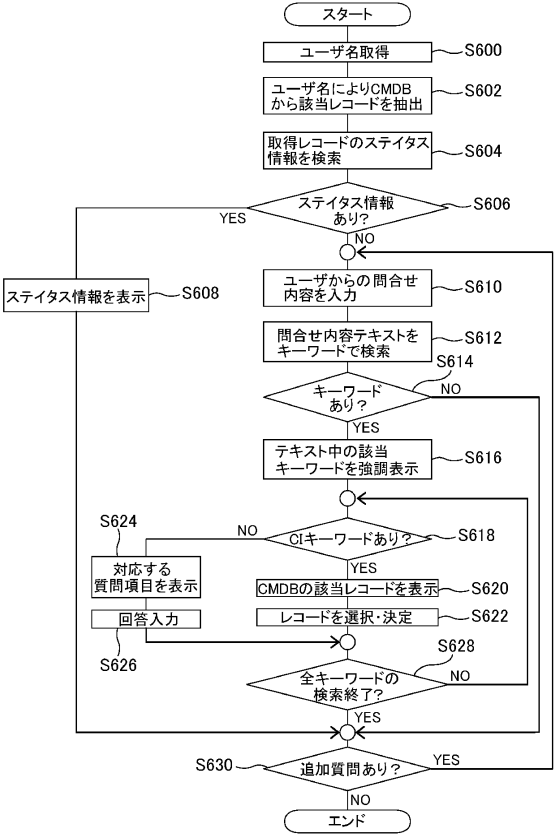 スタート
ユーザ名取得
S600
ユーザ名によりCMDB
から該当レコードを抽出
S602
取得レコードのステイタス
情報を検索
S604
ステイタス情報
あり?
S606
YES
NO
ステイタス情報を表示
S608
ユーザからの問合せ
内容を入力
S610
問合せ内容テキストを
キーワードで検索
S612
キーワード
あり?
S614
NO
YES
テキスト中の該当
キーワードを強調表示
S616
CIキーワードあり?
S618
NO
YES
S624
対応する
質問項目を表示
CMDBの該当レコードを表示
S620
回答入力
S626
レコードを選択・決定
S622
全キーワードの
検索終了?
S628
NO
YES
追加質問あり?
S630
YES
NO
エンド